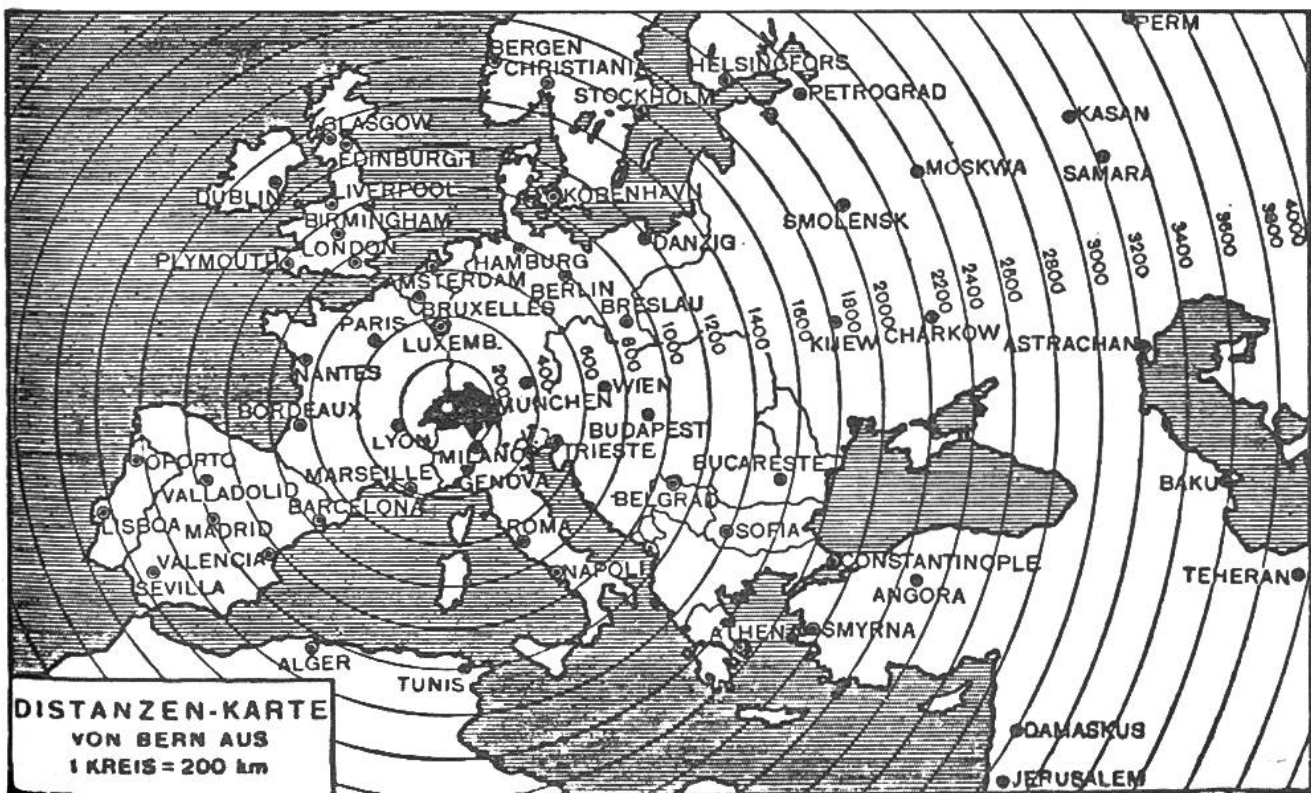 PERM
BERGEN
CHRISTIANIA
HELSINGFORS
STOCKHOLM
PETROGRAD
KASAN
GLASGOW
EDINBURGH
MOSKWA
SAMARA
DUBLIN
LIVERPOOL
KOBENHAVN
SMOLENSK
BIRMINGHAM
LONDON
DANZIG
PLYMOUTH
HAMBURG
AMSTERDAM
BERLIN
BRUXELLES
BRESLAU
PARIS
LUXEMB.
KIJEW
CHARKOW
ASTRACHAN
200
400
600
800
1000
1200
1400
1600
1800
2000
2200
2400
2600
2800
3000
3200
3400
3600
3800
4000
NANTES
MÜNCHEN
WIEN
BORDEAUX
LYON
BUDAPEST
TRIESTE
MILANO
OPORTO
MARSEILLE
GENOVA
BUCAREST
VALLADOLID
BELGRAD
BAKU
LISBOA
MADRID
BARCELONA
ROMA
SOFIA
VALENCIA
SEVILLA
NAPOLI
CONSTANTINOPLE
ANGORA
TEHERAN
ATHEN
SMYRNA
ALGER
TUNIS
DISTANZEN-KARTE
VON BERN AUS
1 KREIS = 200 km
DAMASKUS
JERUSALEM